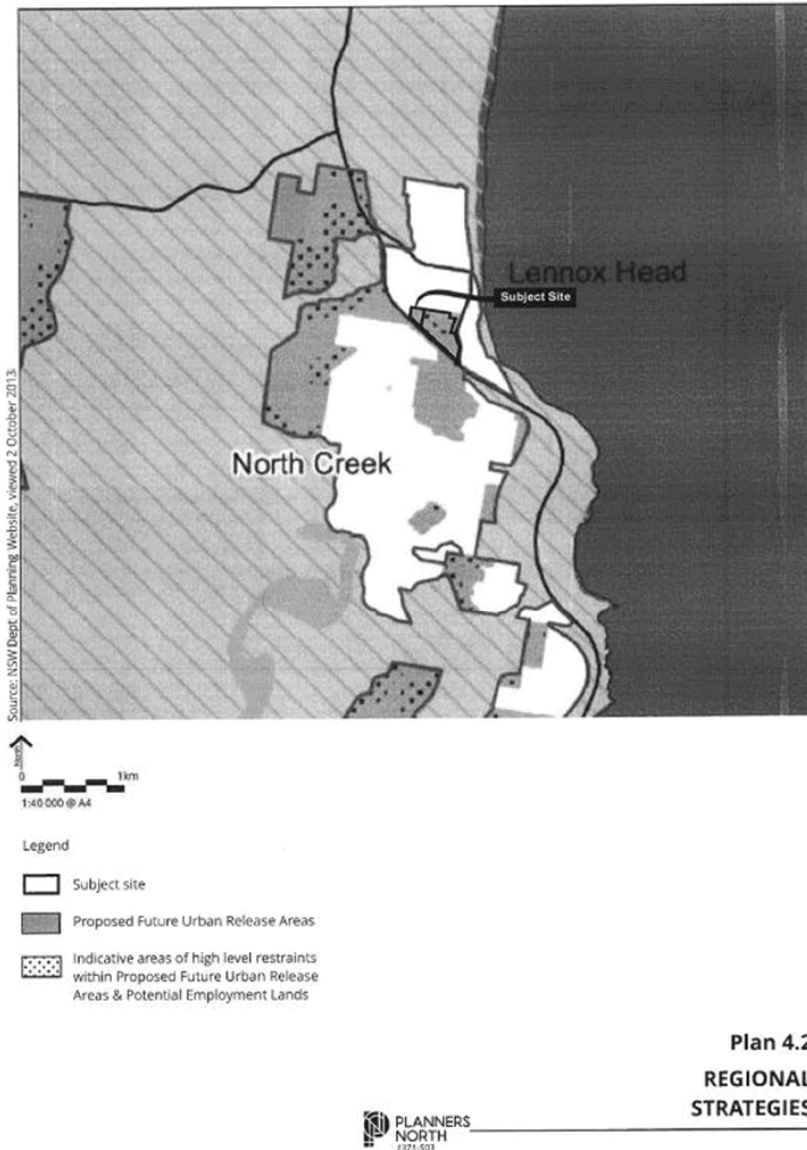 Lennox Head
Subject Site
North Creek
Source: NSW Dept of Planning Website, viewed 2 October 2013
North
0 1km
1:40 000 @ A4
Legend
Subject site
Proposed Future Urban Release Areas
Indicative areas of high level restraints
within Proposed Future Urban Release
Areas & Potential Employment Lands
Plan 4.2
REGIONAL
STRATEGIES
PLANNERS
NORTH